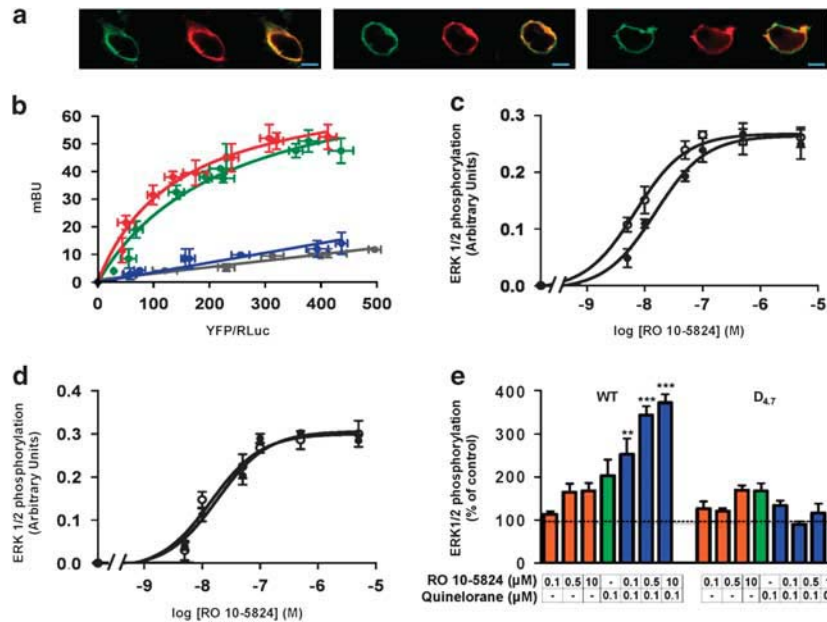 a
b
60
50
40
30
20
10
0
mBU
0 100 200 300 400 500
YFP/RLuc
c
0.3
0.2
0.1
0.0
ERK 1/2 phosphorylation
(Arbitrary Units)
-9 -8 -7 -6 -5
log [RO 10-5824] (M)
d
0.4
0.3
0.2
0.1
0.0
ERK 1/2 phosphorylation
(Arbitrary Units)
-9 -8 -7 -6 -5
log [RO 10-5824] (M)
e
400
300
200
100
0
ERK1/2 phosphorylation
(% of control)
WT
D4.7
**
***
***
RO 10-5824 (μM) 0.1 0.5 10 - 0.1 0.5 10 0.1 0.5 10 - 0.1 0.5
Quinelorane (μM) - - - 0.1 0.1 0.1 0.1 - - - 0.1 0.1 0.1